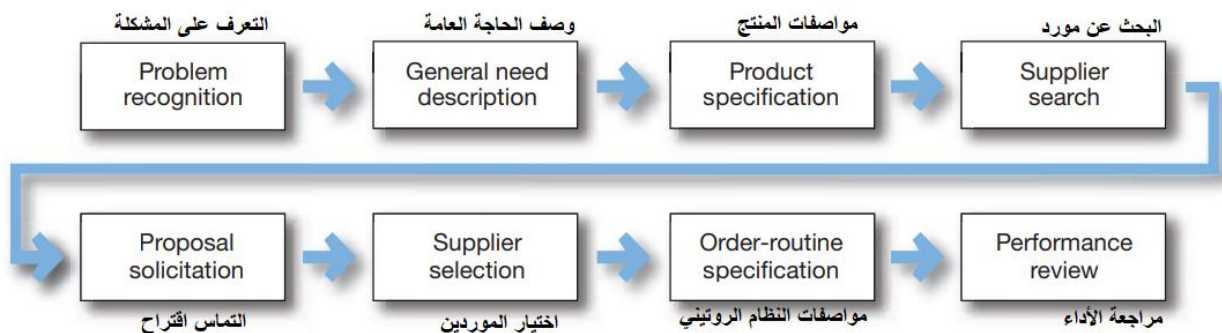 التعرف على المشكلة
وصف الحاجة العامة
مواصفات المنتج
البحث عن مورد
Problem
recognition
General need
description
Product
specification
Supplier
search
Proposal
solicitation
Supplier
selection
Order-routine
specification
Performance
review
التماس اقتراح
اختيار الموردين
مواصفات النظام الروتيني
مراجعة الأداء